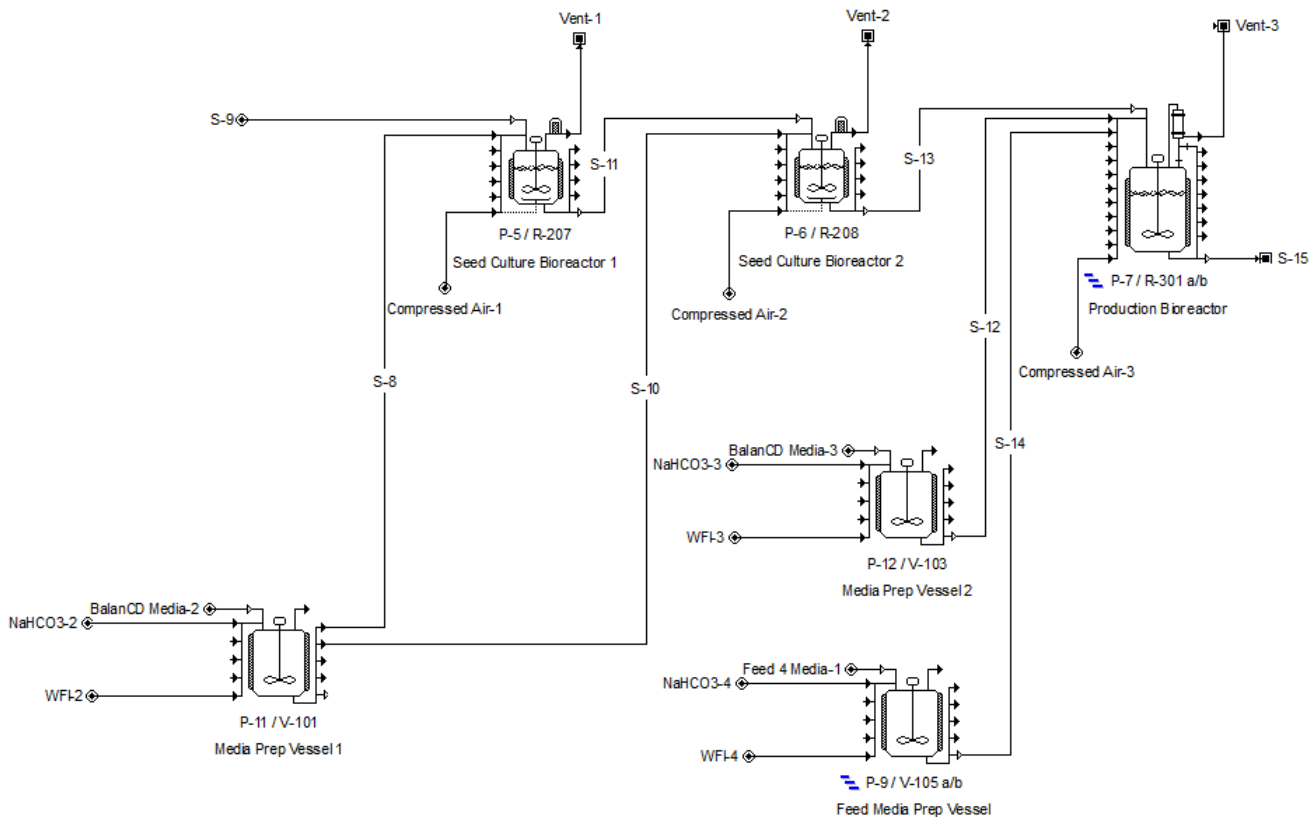 Vent-1
Vent-2
Vent-3
S-9
S-11
S-13
P-5 / R-207
Seed Culture Bioreactor 1
P-6 / R-208
Seed Culture Bioreactor 2
S-15
P-7 / R-301 a/b
Production Bioreactor
Compressed Air-1
Compressed Air-2
S-12
Compressed Air-3
S-8
S-10
S-14
BalanCD Media-3
NaHCO3-3
WFI-3
P-12 / V-103
Media Prep Vessel 2
BalanCD Media-2
NaHCO3-2
WFI-2
P-11 / V-101
Media Prep Vessel 1
Feed 4 Media-1
NaHCO3-4
WFI-4
P-9 / V-105 a/b
Feed Media Prep Vessel